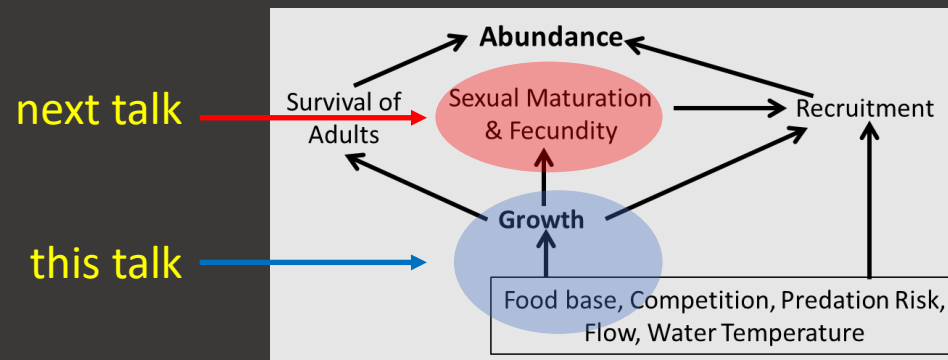 Abundance
next talk
Survival of
Adults
Sexual Maturation
& Fecundity
Recruitment
Growth
this talk
Food base, Competition, Predation Risk,
Flow, Water Temperature